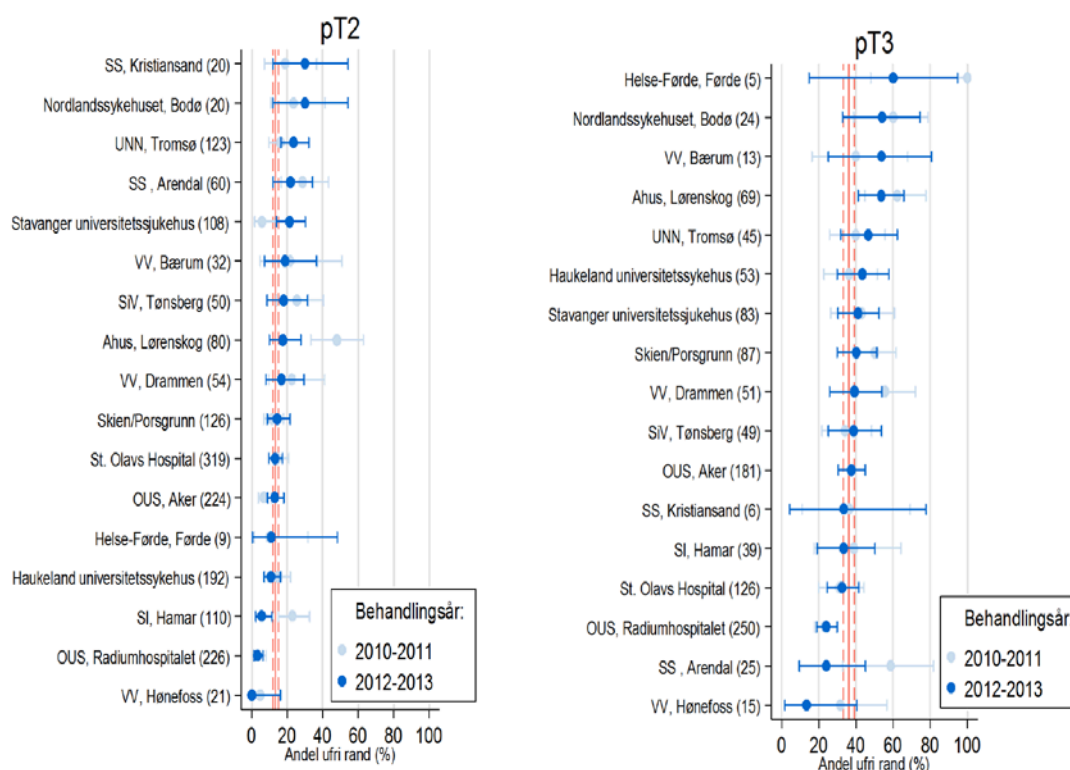 pT2
SS, Kristiansand (20)
Nordlandssykehuset, Bodø (20)
UNN, Tromsø (123)
SS , Arendal (60)
Stavanger universitetssjukehus (108)
VV, Bærum (32)
SiV, Tønsberg (50)
Ahus, Lørenskog (80)
VV, Drammen (54)
Skien/Porsgrunn (126)
St. Olavs Hospital (319)
OUS, Aker (224)
Helse-Førde, Førde (9)
Haukeland universitetssykehus (192)
SI, Hamar (110)
OUS, Radiumhospitalet (226)
VV, Hønefoss (21)
Behandlingsår:
2010-2011
2012-2013
0 20 40 60 80 100
Andel ufri rand (%)
pT3
Helse-Førde, Førde (5)
Nordlandssykehuset, Bodø (24)
VV, Bærum (13)
Ahus, Lørenskog (69)
UNN, Tromsø (45)
Haukeland universitetssykehus (53)
Stavanger universitetssjukehus (83)
Skien/Porsgrunn (87)
VV, Drammen (51)
SiV, Tønsberg (49)
OUS, Aker (181)
SS, Kristiansand (6)
SI, Hamar (39)
St. Olavs Hospital (126)
OUS, Radiumhospitalet (250)
SS , Arendal (25)
VV, Hønefoss (15)
Behandlingsår:
2010-2011
2012-2013
0 20 40 60 80 100
Andel ufri rand (%)